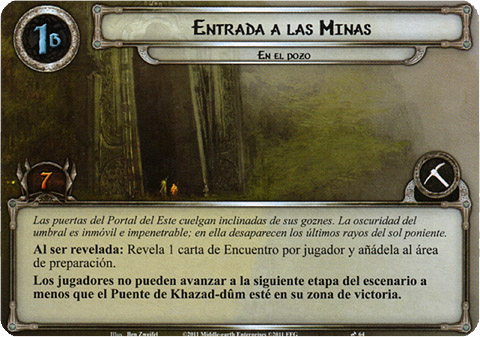 1B
ENTRADA A LAS MINAS
EN EL POZO
7
Las puertas del Portal del Este cuelgan inclinadas de sus goznes. La oscuridad del
umbral es inmóvil e impenetrable; en ella desaparecen los últimos rayos del sol poniente.
Al ser revelada: Revela 1 carta de Encuentro por jugador y añádela al área
de preparación.
Los jugadores no pueden avanzar a la siguiente etapa del escenario a
menos que el Puente de Khazad-dûm esté en su zona de victoria.
Illus. Ben Zweifel ©2011 Middle-earth Enterprises ©2011 FFG 64